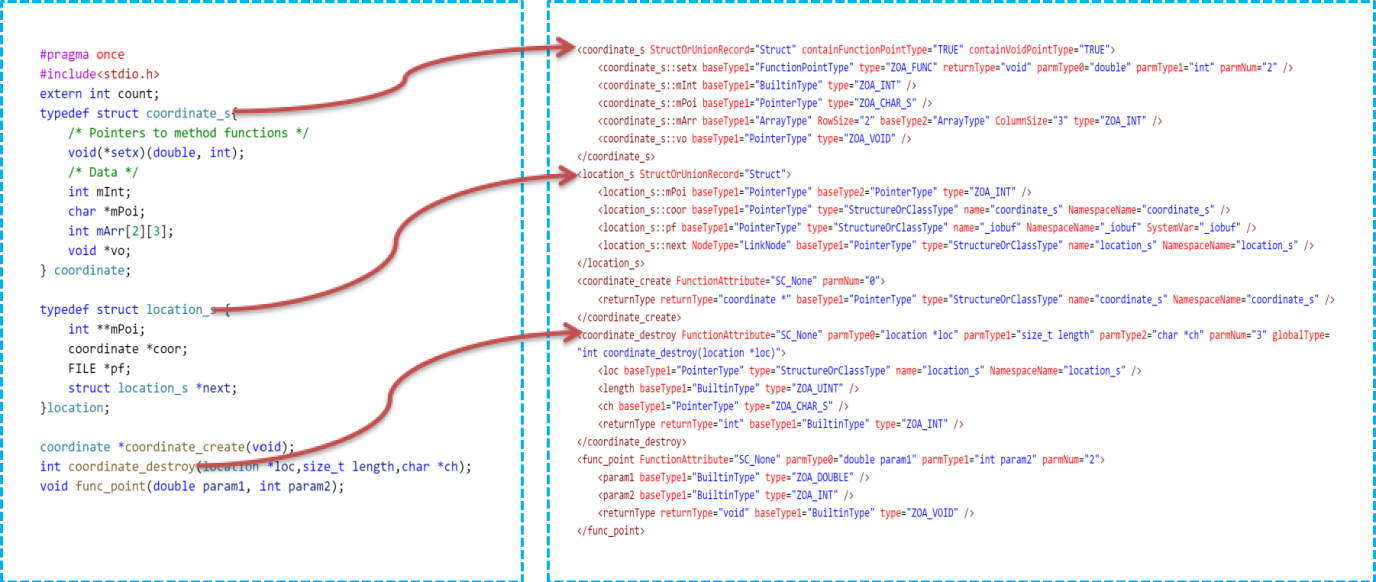 #pragma once
#include<stdio.h>
extern int count;
typedef struct coordinate_s{
/* Pointers to method functions */
void(*setx)(double, int);
/* Data */
int mInt;
char *mPoi;
int mArr[2][3];
void *vo;
} coordinate;
typedef struct location_s {
int **mPoi;
coordinate *coor;
FILE *pf;
struct location_s *next;
}location;
coordinate *coordinate_create(void);
int coordinate_destroy(location *loc,size_t length,char *ch);
void func_point(double param1, int param2);
<coordinate_s StructOrUnionRecord="Struct" containFunctionPointType="TRUE" containVoidPointType="TRUE">
<coordinate_s::setx baseType1="FunctionPointType" type="ZOA_FUNC" returnType="void" parmType0="double" parmType1="int" parmNum="2" />
<coordinate_s::mInt baseType1="BuiltinType" type="ZOA_INT" />
<coordinate_s::mPoi baseType1="PointerType" type="ZOA_CHAR_S" />
<coordinate_s::mArr baseType1="ArrayType" RowSize="2" baseType2="ArrayType" ColumnSize="3" type="ZOA_INT" />
<coordinate_s::vo baseType1="PointerType" type="ZOA_VOID" />
</coordinate_s>
<location_s StructOrUnionRecord="Struct">
<location_s::mPoi baseType1="PointerType" baseType2="PointerType" type="ZOA_INT" />
<location_s::coor baseType1="PointerType" type="StructureOrClassType" name="coordinate_s" NamespaceName="coordinate_s" />
<location_s::pf baseType1="PointerType" type="StructureOrClassType" name="_iobuf" NamespaceName="_iobuf" SystemVar="_iobuf" />
<location_s::next NodeType="LinkNode" baseType1="PointerType" type="StructureOrClassType" name="location_s" NamespaceName="location_s" />
</location_s>
<coordinate_create FunctionAttribute="SC_None" parmNum="0">
<returnType returnType="coordinate *" baseType1="PointerType" type="StructureOrClassType" name="coordinate_s" NamespaceName="coordinate_s" />
</coordinate_create>
<coordinate_destroy FunctionAttribute="SC_None" parmType0="location *loc" parmType1="size_t length" parmType2="char *ch" parmNum="3" globalType=
"int coordinate_destroy(location *loc)">
<loc baseType1="PointerType" type="StructureOrClassType" name="location_s" NamespaceName="location_s" />
<length baseType1="BuiltinType" type="ZOA_UINT" />
<ch baseType1="PointerType" type="ZOA_CHAR_S" />
<returnType returnType="int" baseType1="BuiltinType" type="ZOA_INT" />
</coordinate_destroy>
<func_point FunctionAttribute="SC_None" parmType0="double param1" parmType1="int param2" parmNum="2">
<param1 baseType1="BuiltinType" type="ZOA_DOUBLE" />
<param2 baseType1="BuiltinType" type="ZOA_INT" />
<returnType returnType="void" baseType1="BuiltinType" type="ZOA_VOID" />
</func_point>